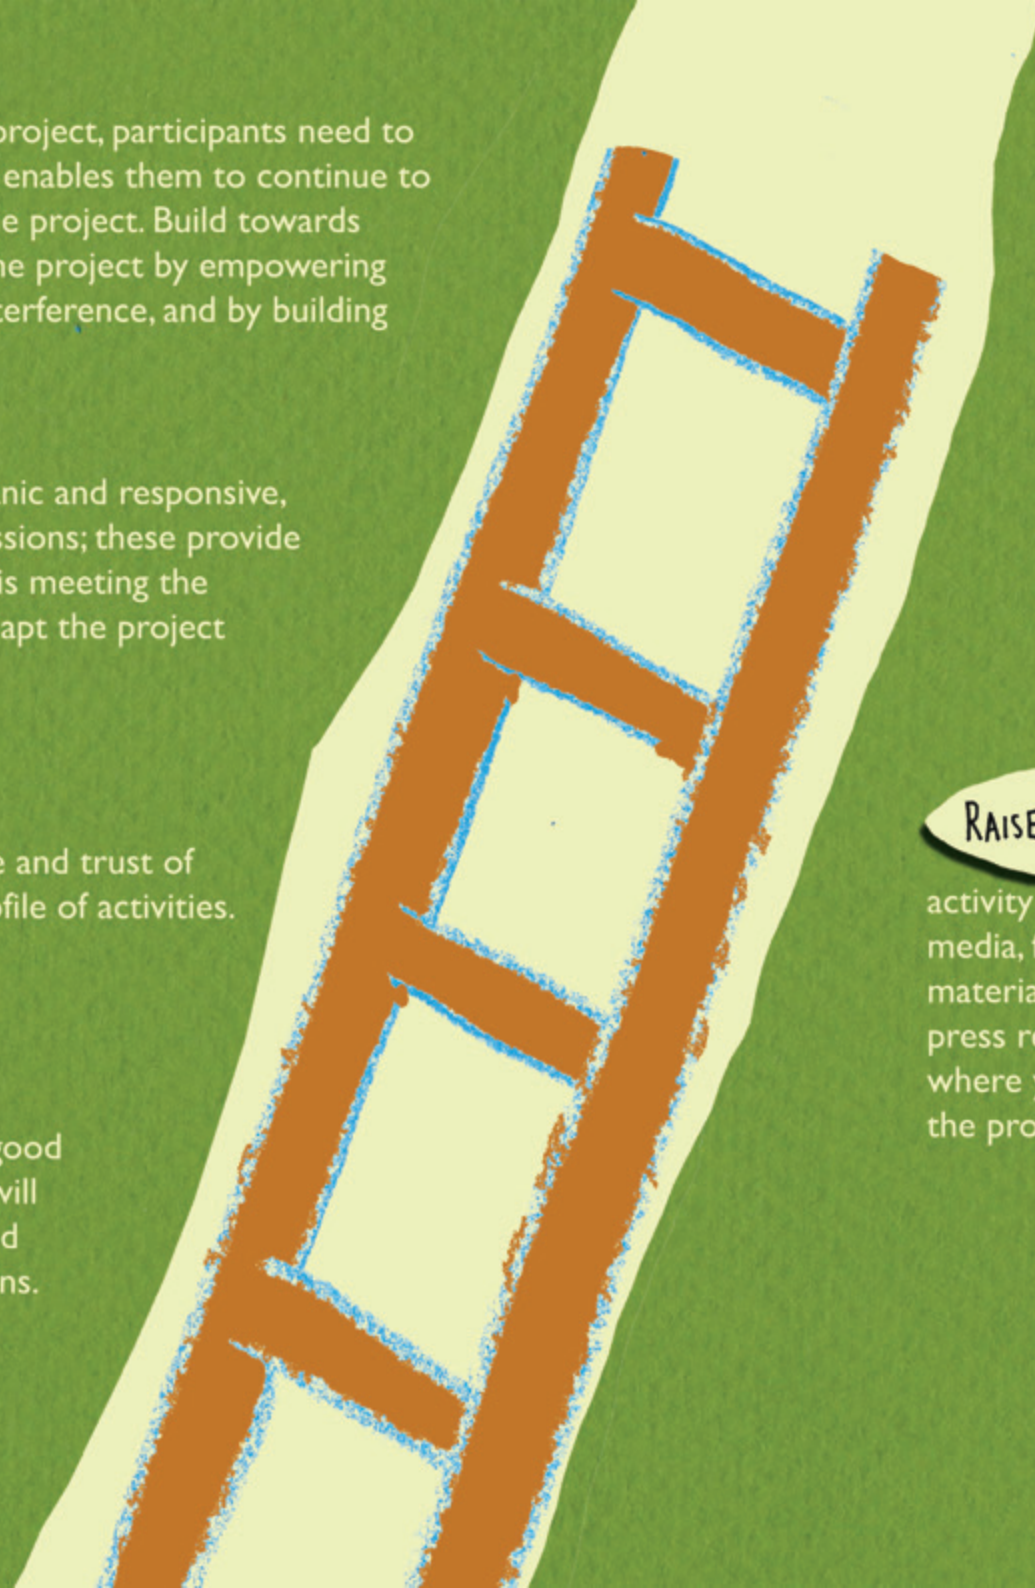 project, participants need to
enables them to continue to
e project. Build towards
he project by empowering
terference, and by building
nic and responsive,
ssions; these provide
is meeting the
apt the project
e and trust of
ofile of activities.
good
will
d
ns.
RAISE
activity
media,
materia
press re
where
the pro